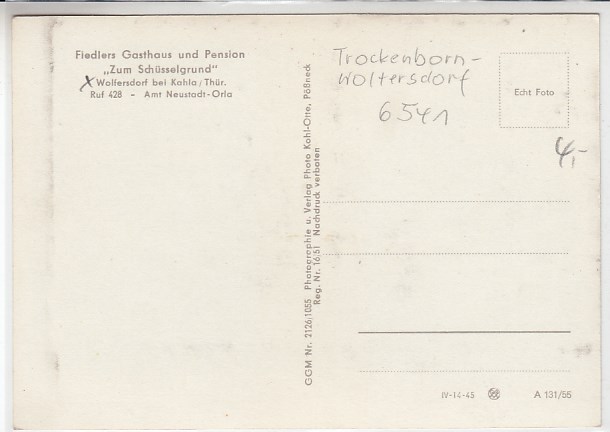 Fiedlers Gasthaus und Pension
„Zum Schüsselgrund"
x Wolfersdorf bei Kahla/Thür.
Ruf 428 - Amt Neustadt-Orla
GGM Nr. 2126/1055 Photographie u. Verlag Photo Kohl-Otte, Pößneck
Reg. Nr. 16/51 Nachdruck verboten
Trockenborn-
Woltersdorf
6541
Echt Foto
4,-
IV-14-45 A 131/55